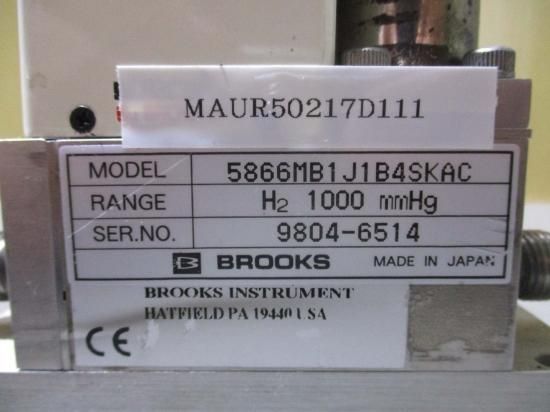 MAUR50217D111
MODEL 5866MB1J1B4SKAC
RANGE H₂ 1000 mmHg
SER.NO. 9804-6514
B BROOKS MADE IN JAPAN
BROOKS INSTRUMENT
HATFIELD PA 19440 USA
CE